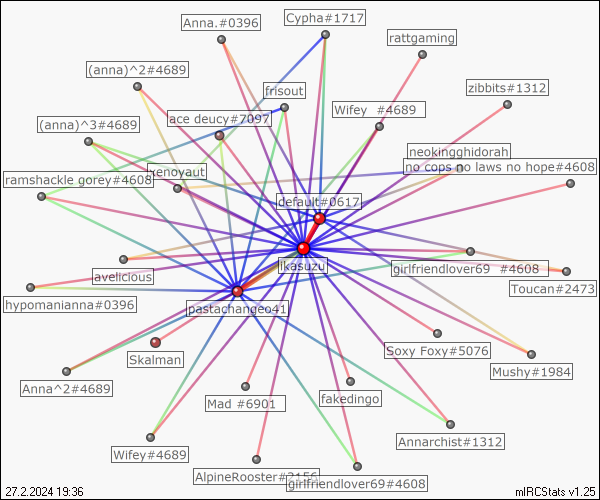 Anna.#0396
Cypha#1717
rattgaming
(anna)^2#4689
frisout
zibbits#1312
ace deucy#7097
Wifey #4689
(anna)^3#4689
neokingghidorah
xenoyaut
no cops no laws no hope#4608
ramshackle gorey#4608
default#0617
ikasuzu
avelicious
girlfriendlover69 #4608
Toucan#2473
hypomanianna#0396
pastachangeo41
Skalman
Soxy Foxy#5076
Mushy#1984
Anna^2#4689
Mad #6901
fakedingo
Annarchist#1312
Wifey#4689
AlpineRooster#2156
girlfriendlover69#4608
27.2.2024 19:36
mIRCStats v1.25